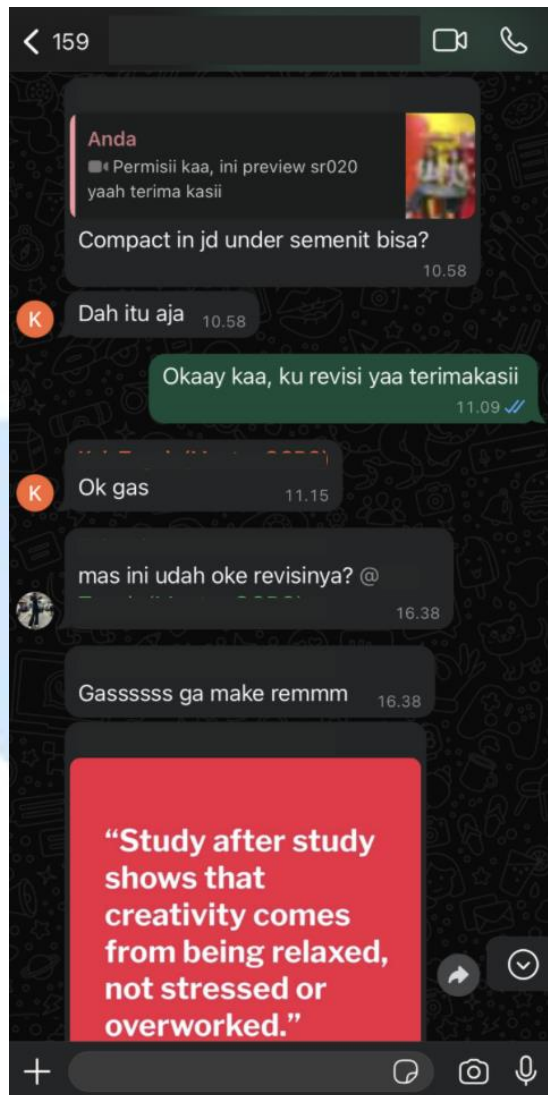 159
Anda
Permisii kaa, ini preview sr020
yaah terima kasii
Compact in jd under semenit bisa?
10.58
K
Dah itu aja 10.58
Okaay kaa, ku revisi yaa terimakasii
11.09
K
Ok gas 11.15
mas ini udah oke revisinya? @
16.38
Gassssss ga make remmm 16.38
“Study after study
shows that
creativity comes
from being relaxed,
not stressed or
overworked.”